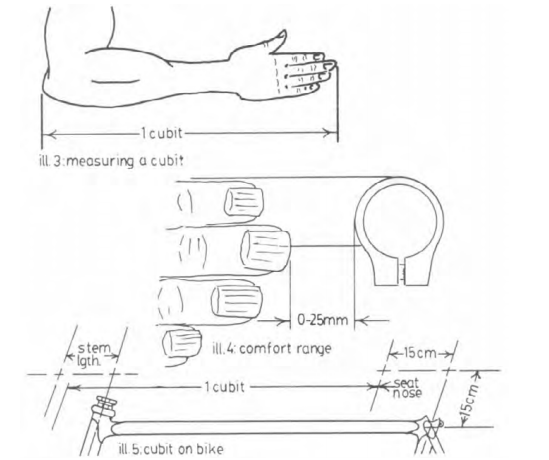 1 cubit
ill. 3: measuring a cubit
0-25mm
ill. 4: comfort range
stem
lgth.
15cm
1 cubit
seat
nose
15cm
ill. 5: cubit on bike